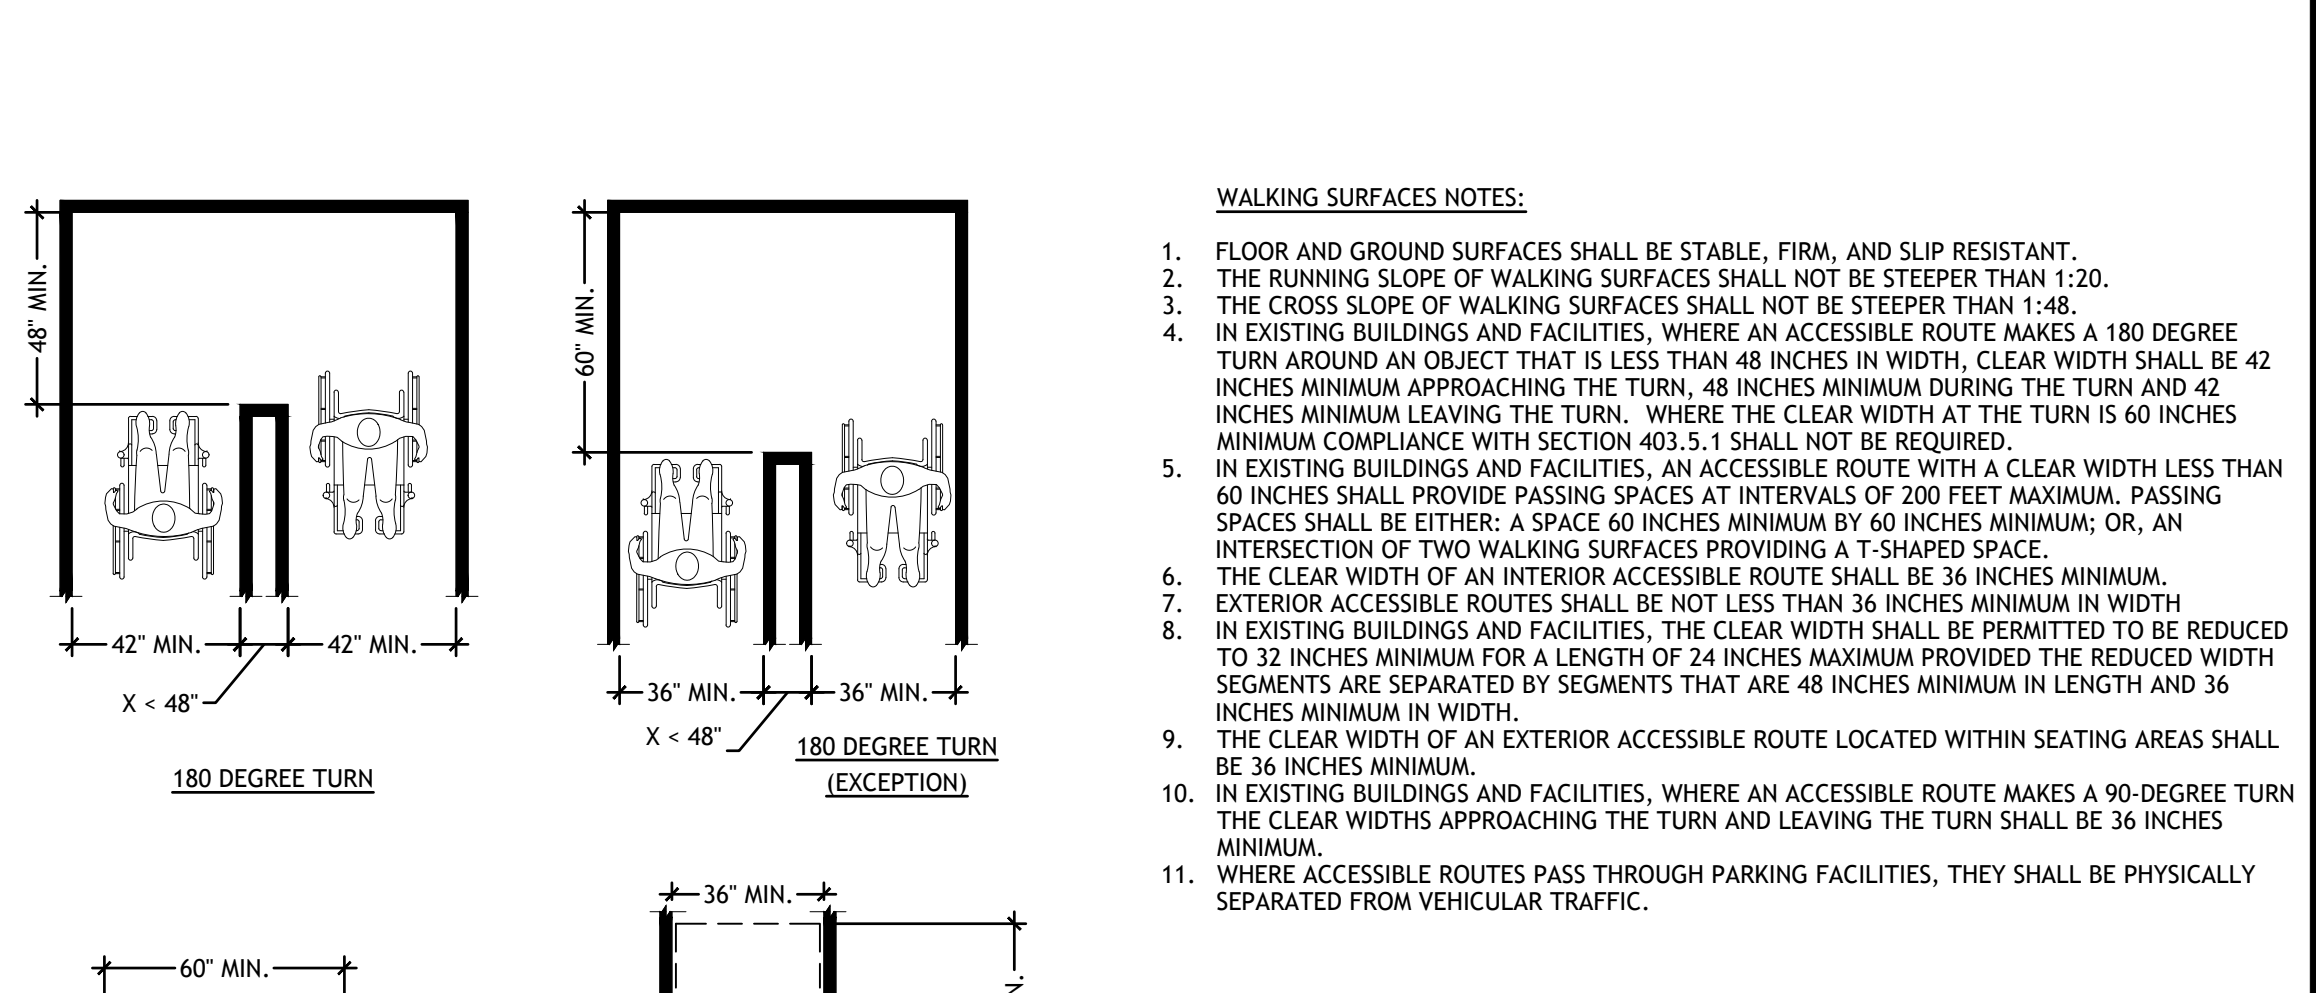 48" MIN.
42" MIN.
42" MIN.
X < 48"
180 DEGREE TURN
60" MIN.
36" MIN.
36" MIN.
X < 48"
180 DEGREE TURN
(EXCEPTION)
60" MIN.
36" MIN.
WALKING SURFACES NOTES:
1. FLOOR AND GROUND SURFACES SHALL BE STABLE, FIRM, AND SLIP RESISTANT.
2. THE RUNNING SLOPE OF WALKING SURFACES SHALL NOT BE STEEPER THAN 1:20.
3. THE CROSS SLOPE OF WALKING SURFACES SHALL NOT BE STEEPER THAN 1:48.
4. IN EXISTING BUILDINGS AND FACILITIES, WHERE AN ACCESSIBLE ROUTE MAKES A 180 DEGREE
TURN AROUND AN OBJECT THAT IS LESS THAN 48 INCHES IN WIDTH, CLEAR WIDTH SHALL BE 42
INCHES MINIMUM APPROACHING THE TURN, 48 INCHES MINIMUM DURING THE TURN AND 42
INCHES MINIMUM LEAVING THE TURN. WHERE THE CLEAR WIDTH AT THE TURN IS 60 INCHES
MINIMUM COMPLIANCE WITH SECTION 403.5.1 SHALL NOT BE REQUIRED.
5. IN EXISTING BUILDINGS AND FACILITIES, AN ACCESSIBLE ROUTE WITH A CLEAR WIDTH LESS THAN
60 INCHES SHALL PROVIDE PASSING SPACES AT INTERVALS OF 200 FEET MAXIMUM. PASSING
SPACES SHALL BE EITHER: A SPACE 60 INCHES MINIMUM BY 60 INCHES MINIMUM; OR, AN
INTERSECTION OF TWO WALKING SURFACES PROVIDING A T-SHAPED SPACE.
6. THE CLEAR WIDTH OF AN INTERIOR ACCESSIBLE ROUTE SHALL BE 36 INCHES MINIMUM.
7. EXTERIOR ACCESSIBLE ROUTES SHALL BE NOT LESS THAN 36 INCHES MINIMUM IN WIDTH
8. IN EXISTING BUILDINGS AND FACILITIES, THE CLEAR WIDTH SHALL BE PERMITTED TO BE REDUCED
TO 32 INCHES MINIMUM FOR A LENGTH OF 24 INCHES MAXIMUM PROVIDED THE REDUCED WIDTH
SEGMENTS ARE SEPARATED BY SEGMENTS THAT ARE 48 INCHES MINIMUM IN LENGTH AND 36
INCHES MINIMUM IN WIDTH.
9. THE CLEAR WIDTH OF AN EXTERIOR ACCESSIBLE ROUTE LOCATED WITHIN SEATING AREAS SHALL
BE 36 INCHES MINIMUM.
10. IN EXISTING BUILDINGS AND FACILITIES, WHERE AN ACCESSIBLE ROUTE MAKES A 90-DEGREE TURN
THE CLEAR WIDTHS APPROACHING THE TURN AND LEAVING THE TURN SHALL BE 36 INCHES
MINIMUM.
11. WHERE ACCESSIBLE ROUTES PASS THROUGH PARKING FACILITIES, THEY SHALL BE PHYSICALLY
SEPARATED FROM VEHICULAR TRAFFIC.